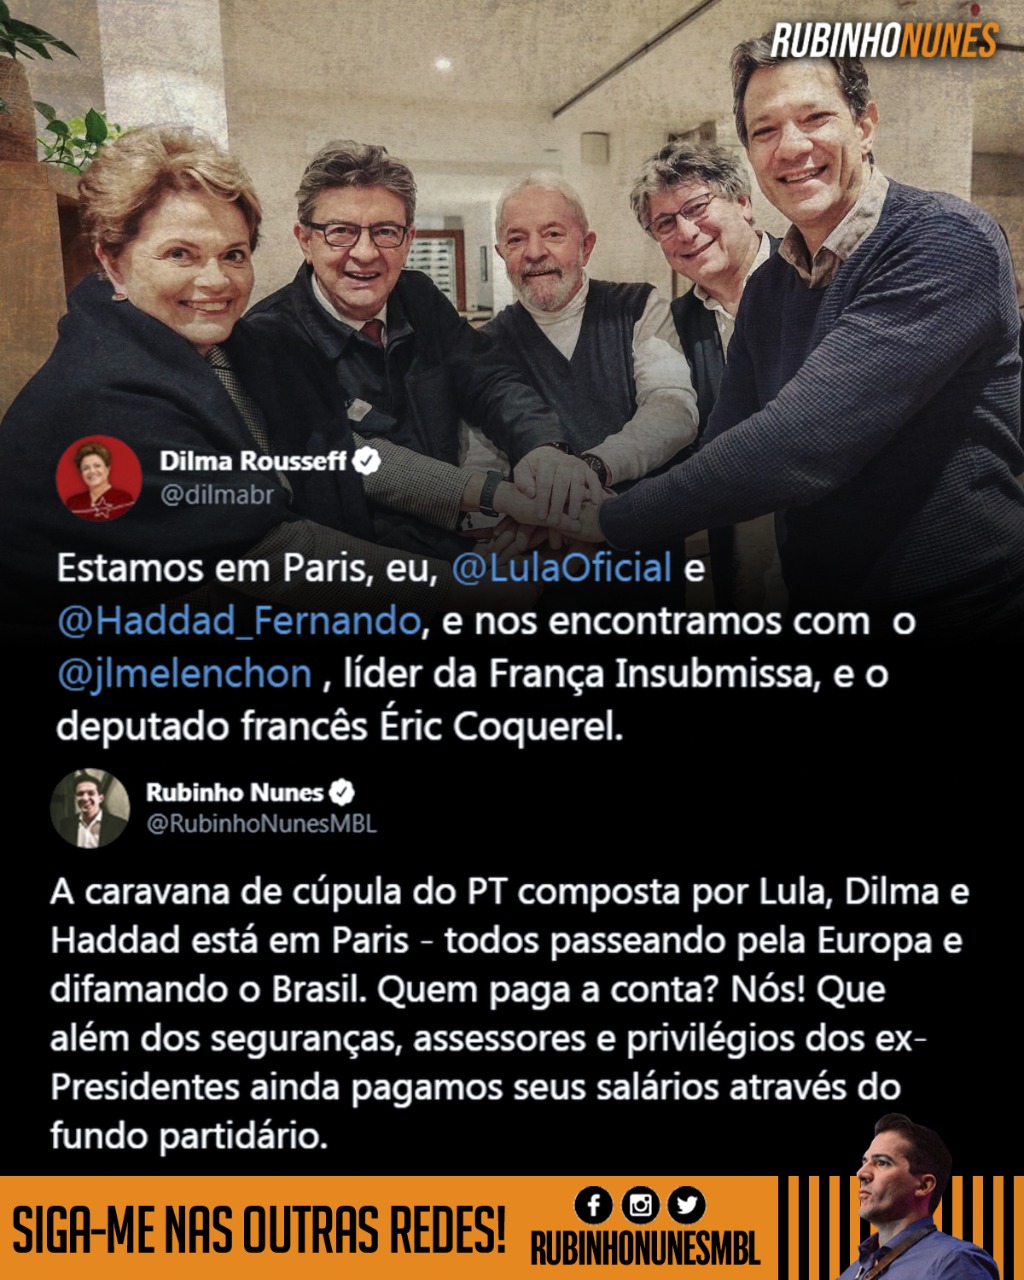 RUBINHONUNES
Dilma Rousseff
@dilmabr
Estamos em Paris, eu, @LulaOficial e
@Haddad_Fernando, e nos encontramos com o
@jlmelenchon , líder da França Insubmissa, e o
deputado francês Éric Coquerel.
Rubinho Nunes
@RubinhoNunesMBL
A caravana de cúpula do PT composta por Lula, Dilma e
Haddad está em Paris - todos passeando pela Europa e
difamando o Brasil. Quem paga a conta? Nós! Que
além dos seguranças, assessores e privilégios dos ex-
Presidentes ainda pagamos seus salários através do
fundo partidário.
SIGA-ME NAS OUTRAS REDES!
RUBINHONUNESMBL